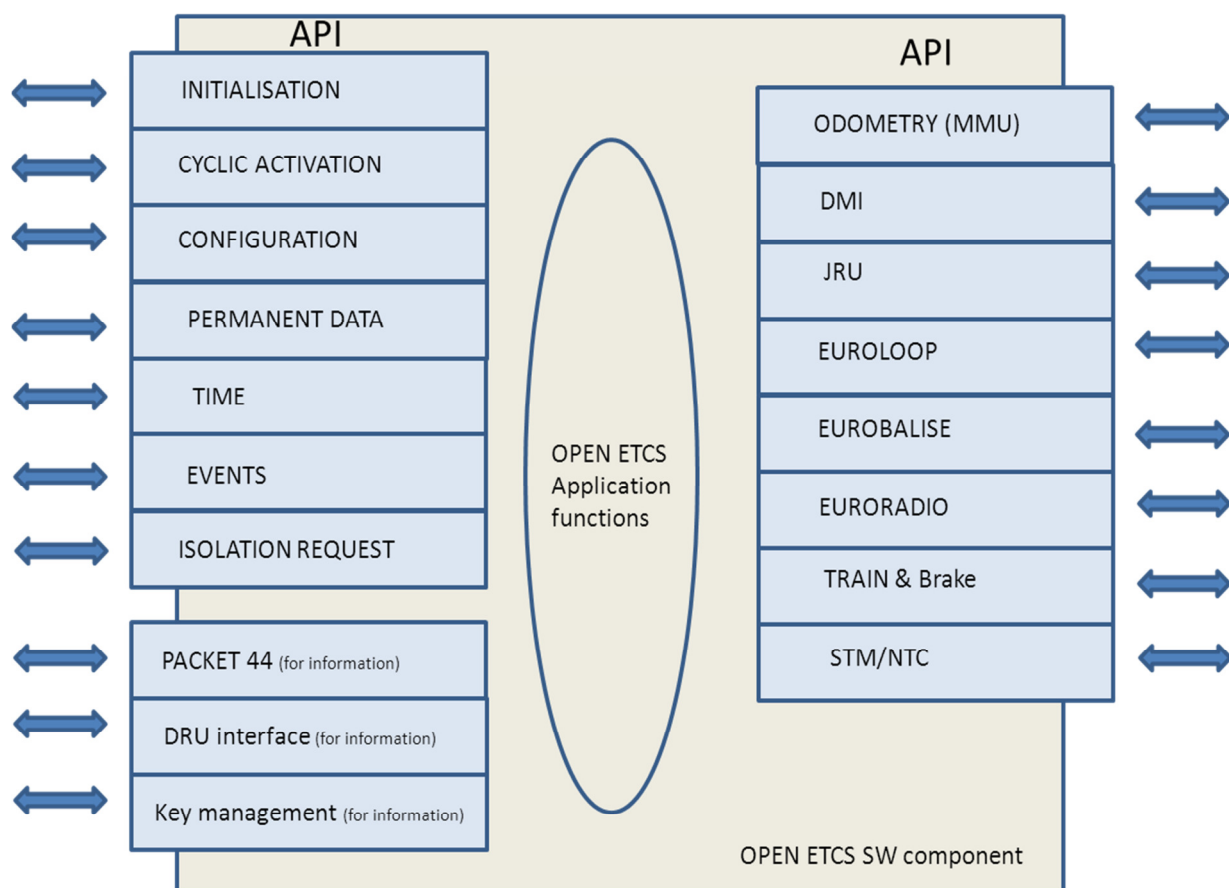 API
INITIALISATION
CYCLIC ACTIVATION
CONFIGURATION
PERMANENT DATA
TIME
EVENTS
ISOLATION REQUEST
PACKET 44 (for information)
DRU interface (for information)
Key management (for information)
OPEN ETCS
Application
functions
API
ODOMETRY (MMU)
DMI
JRU
EUROLOOP
EUROBALISE
EURORADIO
TRAIN & Brake
STM/NTC
OPEN ETCS SW component